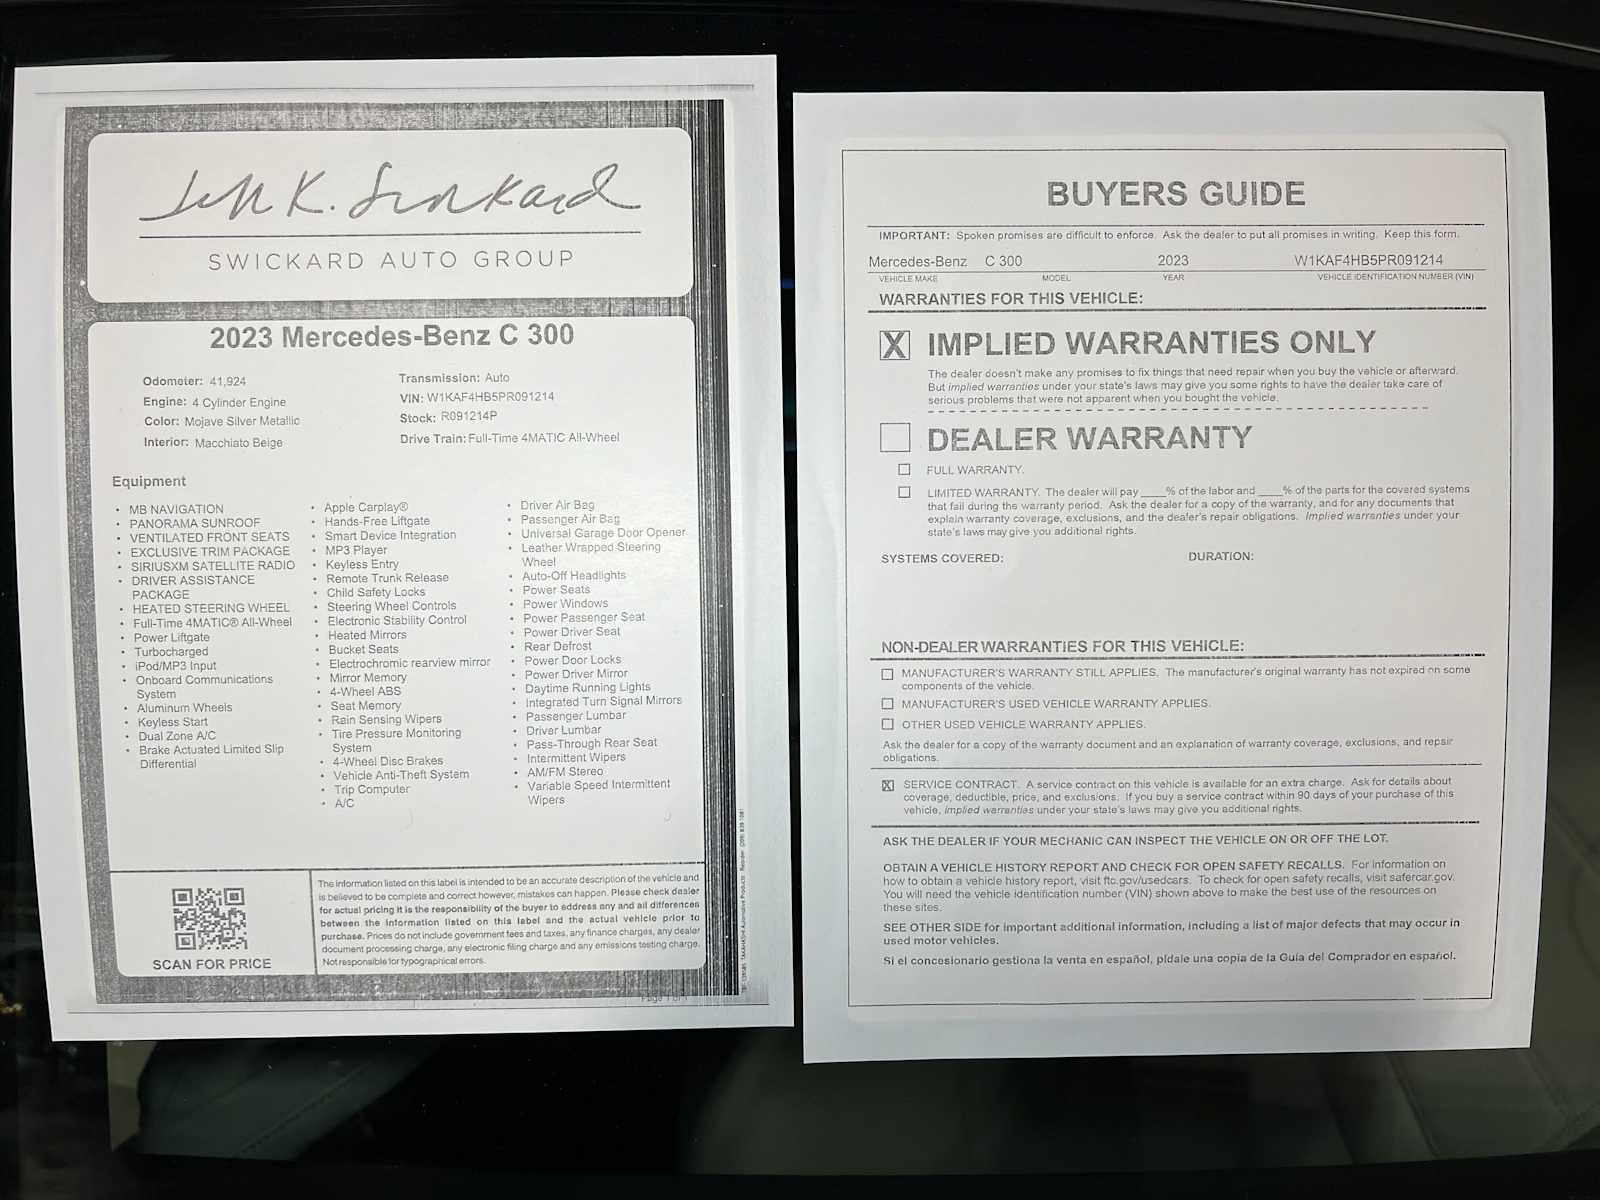 Jeff K. Swickard
SWICKARD AUTO GROUP
2023 Mercedes-Benz C 300
Odometer: 41,924
Engine: 4 Cylinder Engine
Color: Mojave Silver Metallic
Interior: Macchiato Beige
Transmission: Auto
VIN: W1KAF4HB5PR091214
Stock: R091214P
Drive Train: Full-Time 4MATIC All-Wheel
Equipment
• MB NAVIGATION
• PANORAMA SUNROOF
• VENTILATED FRONT SEATS
• EXCLUSIVE TRIM PACKAGE
• SIRIUSXM SATELLITE RADIO
• DRIVER ASSISTANCE
PACKAGE
• HEATED STEERING WHEEL
• Full-Time 4MATIC® All-Wheel
• Power Liftgate
• Turbocharged
• iPod/MP3 Input
• Onboard Communications
System
• Aluminum Wheels
• Keyless Start
• Dual Zone A/C
• Brake Actuated Limited Slip
Differential
• Apple Carplay®
• Hands-Free Liftgate
• Smart Device Integration
• MP3 Player
• Keyless Entry
• Remote Trunk Release
• Child Safety Locks
• Steering Wheel Controls
• Electronic Stability Control
• Heated Mirrors
• Bucket Seats
• Electrochromic rearview mirror
• Mirror Memory
• 4-Wheel ABS
• Seat Memory
• Rain Sensing Wipers
• Tire Pressure Monitoring
System
• 4-Wheel Disc Brakes
• Vehicle Anti-Theft System
• Trip Computer
• A/C
• Driver Air Bag
• Passenger Air Bag
• Universal Garage Door Opener
• Leather Wrapped Steering
Wheel
• Auto-Off Headlights
• Power Seats
• Power Windows
• Power Passenger Seat
• Power Driver Seat
• Rear Defrost
• Power Door Locks
• Power Driver Mirror
• Daytime Running Lights
• Integrated Turn Signal Mirrors
• Passenger Lumbar
• Driver Lumbar
• Pass-Through Rear Seat
• Intermittent Wipers
• AM/FM Stereo
• Variable Speed Intermittent
Wipers
SCAN FOR PRICE
The information listed on this label is intended to be an accurate description of the vehicle and
is believed to be complete and correct however, mistakes can happen. Please check dealer
for actual pricing it is the responsibility of the buyer to address any and all differences
between the information listed on this label and the actual vehicle prior to
purchase. Prices do not include government fees and taxes, any finance charges, any dealer
document processing charge, any electronic filing charge and any emissions testing charge.
Not responsible for typographical errors.
Page 1 of 1
BUYERS GUIDE
IMPORTANT: Spoken promises are difficult to enforce. Ask the dealer to put all promises in writing. Keep this form.
Mercedes-Benz C 300 2023 W1KAF4HB5PR091214
VEHICLE MAKE MODEL YEAR VEHICLE IDENTIFICATION NUMBER (VIN)
WARRANTIES FOR THIS VEHICLE:
X IMPLIED WARRANTIES ONLY
The dealer doesn't make any promises to fix things that need repair when you buy the vehicle or afterward.
But implied warranties under your state's laws may give you some rights to have the dealer take care of
serious problems that were not apparent when you bought the vehicle.
DEALER WARRANTY
FULL WARRANTY.
LIMITED WARRANTY. The dealer will pay ____% of the labor and ____% of the parts for the covered systems
that fail during the warranty period. Ask the dealer for a copy of the warranty, and for any documents that
explain warranty coverage, exclusions, and the dealer's repair obligations. Implied warranties under your
state's laws may give you additional rights.
SYSTEMS COVERED: DURATION:
NON-DEALER WARRANTIES FOR THIS VEHICLE:
MANUFACTURER'S WARRANTY STILL APPLIES. The manufacturer's original warranty has not expired on some
components of the vehicle.
MANUFACTURER'S USED VEHICLE WARRANTY APPLIES.
OTHER USED VEHICLE WARRANTY APPLIES.
Ask the dealer for a copy of the warranty document and an explanation of warranty coverage, exclusions, and repair
obligations.
X SERVICE CONTRACT. A service contract on this vehicle is available for an extra charge. Ask for details about
coverage, deductible, price, and exclusions. If you buy a service contract within 90 days of your purchase of this
vehicle, implied warranties under your state's laws may give you additional rights.
ASK THE DEALER IF YOUR MECHANIC CAN INSPECT THE VEHICLE ON OR OFF THE LOT.
OBTAIN A VEHICLE HISTORY REPORT AND CHECK FOR OPEN SAFETY RECALLS. For information on
how to obtain a vehicle history report, visit ftc.gov/usedcars. To check for open safety recalls, visit safercar.gov.
You will need the vehicle identification number (VIN) shown above to make the best use of the resources on
these sites.
SEE OTHER SIDE for important additional information, including a list of major defects that may occur in
used motor vehicles.
Si el concesionario gestiona la venta en español, pídale una copia de la Guía del Comprador en español.